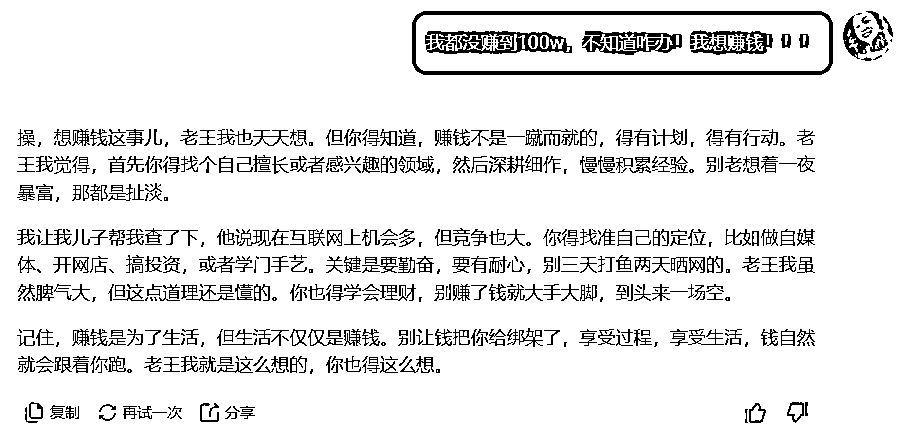 我都没赚到100w，不知道咋办！我想赚钱！！！！
操，想赚钱这事儿，老王我也天天想。但你得知道，赚钱不是一蹴而就的，得有计划，得有行动。老
王我觉得，首先你得找个自己擅长或者感兴趣的领域，然后深耕细作，慢慢积累经验。别老想着一夜
暴富，那都是扯淡。
我让我儿子帮我查了下，他说现在互联网上机会多，但竞争也大。你得找准自己的定位，比如做自媒
体、开网店、搞投资，或者学门手艺。关键是要勤奋，要有耐心，别三天打鱼两天晒网的。老王我虽
然脾气大，但这点道理还是懂的。你也得学会理财，别赚了钱就大手大脚，到头来一场空。
记住，赚钱是为了生活，但生活不仅仅是赚钱。别让钱把你给绑架了，享受过程，享受生活，钱自然
就会跟着你跑。老王我就是这么想的，你也得这么想。
复制 再试一次 分享